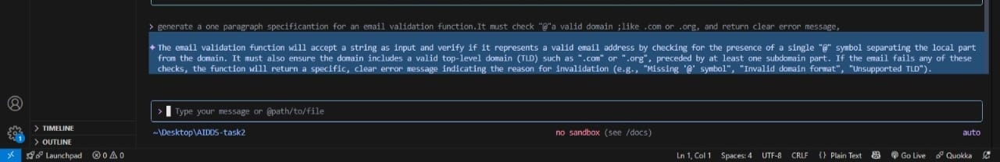 > generate a one paragraph specificantion for an email validation function.It must check "@"a valid domain ;like .com or .org, and return clear error message,
✦ The email validation function will accept a string as input and verify if it represents a valid email address by checking for the presence of a single "@" symbol separating the local part
from the domain. It must also ensure the domain includes a valid top-level domain (TLD) such as ".com" or ".org", preceded by at least one subdomain part. If the email fails any of these
checks, the function will return a specific, clear error message indicating the reason for invalidation (e.g., "Missing '@' symbol", "Invalid domain format", "Unsupported TLD").
> Type your message or @path/to/file
~\Desktop\AIDDS-task2 no sandbox (see /docs) auto
> TIMELINE
> OUTLINE
1
Launchpad 0 0 Ln 1, Col 1 Spaces: 4 UTF-8 CRLF {} Plain Text Go Live Quokka